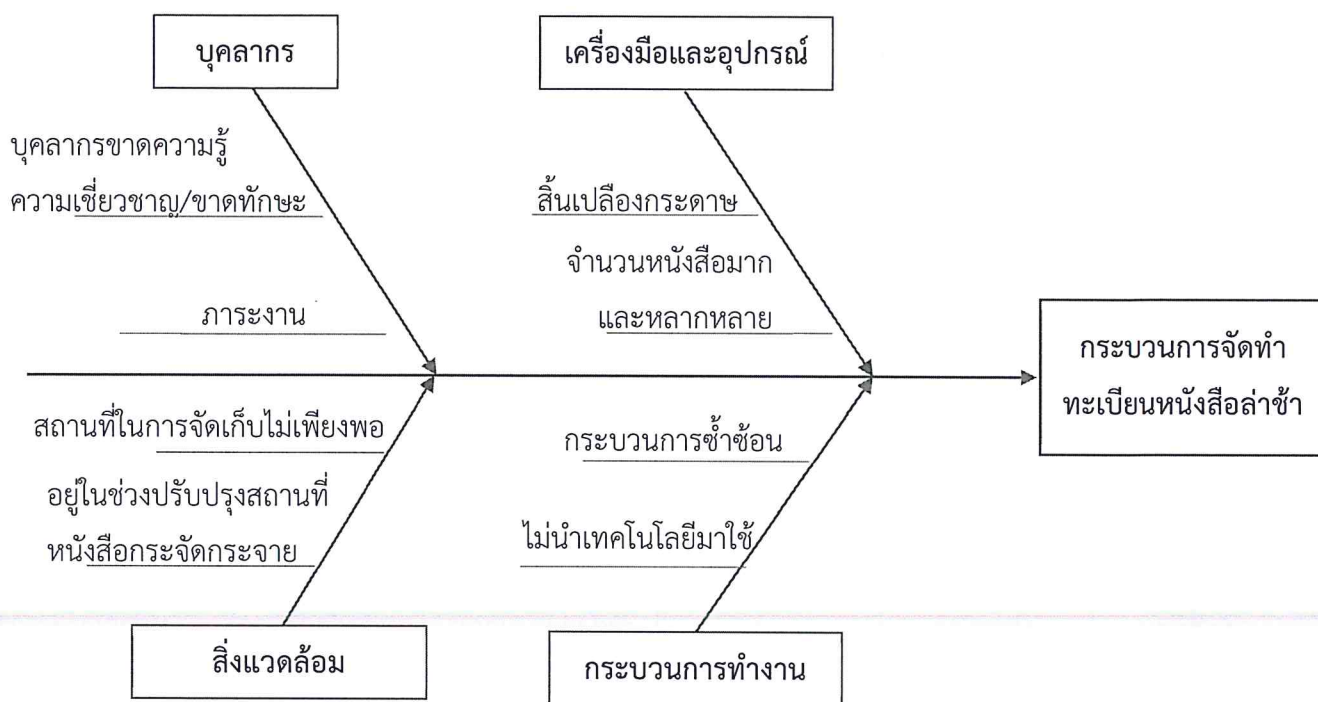 บุคลากร
เครื่องมือและอุปกรณ์
บุคลากรขาดความรู้
ความเชี่ยวชาญ/ขาดทักษะ
ภาระงาน
สิ้นเปลืองกระดาษ
จำนวนหนังสือมาก
และหลากหลาย
กระบวนการจัดทำ
ทะเบียนหนังสือล่าช้า
สถานที่ในการจัดเก็บไม่เพียงพอ
อยู่ในช่วงปรับปรุงสถานที่
หนังสือกระจัดกระจาย
กระบวนการซ้ำซ้อน
ไม่นำเทคโนโลยีมาใช้
สิ่งแวดล้อม
กระบวนการทำงาน